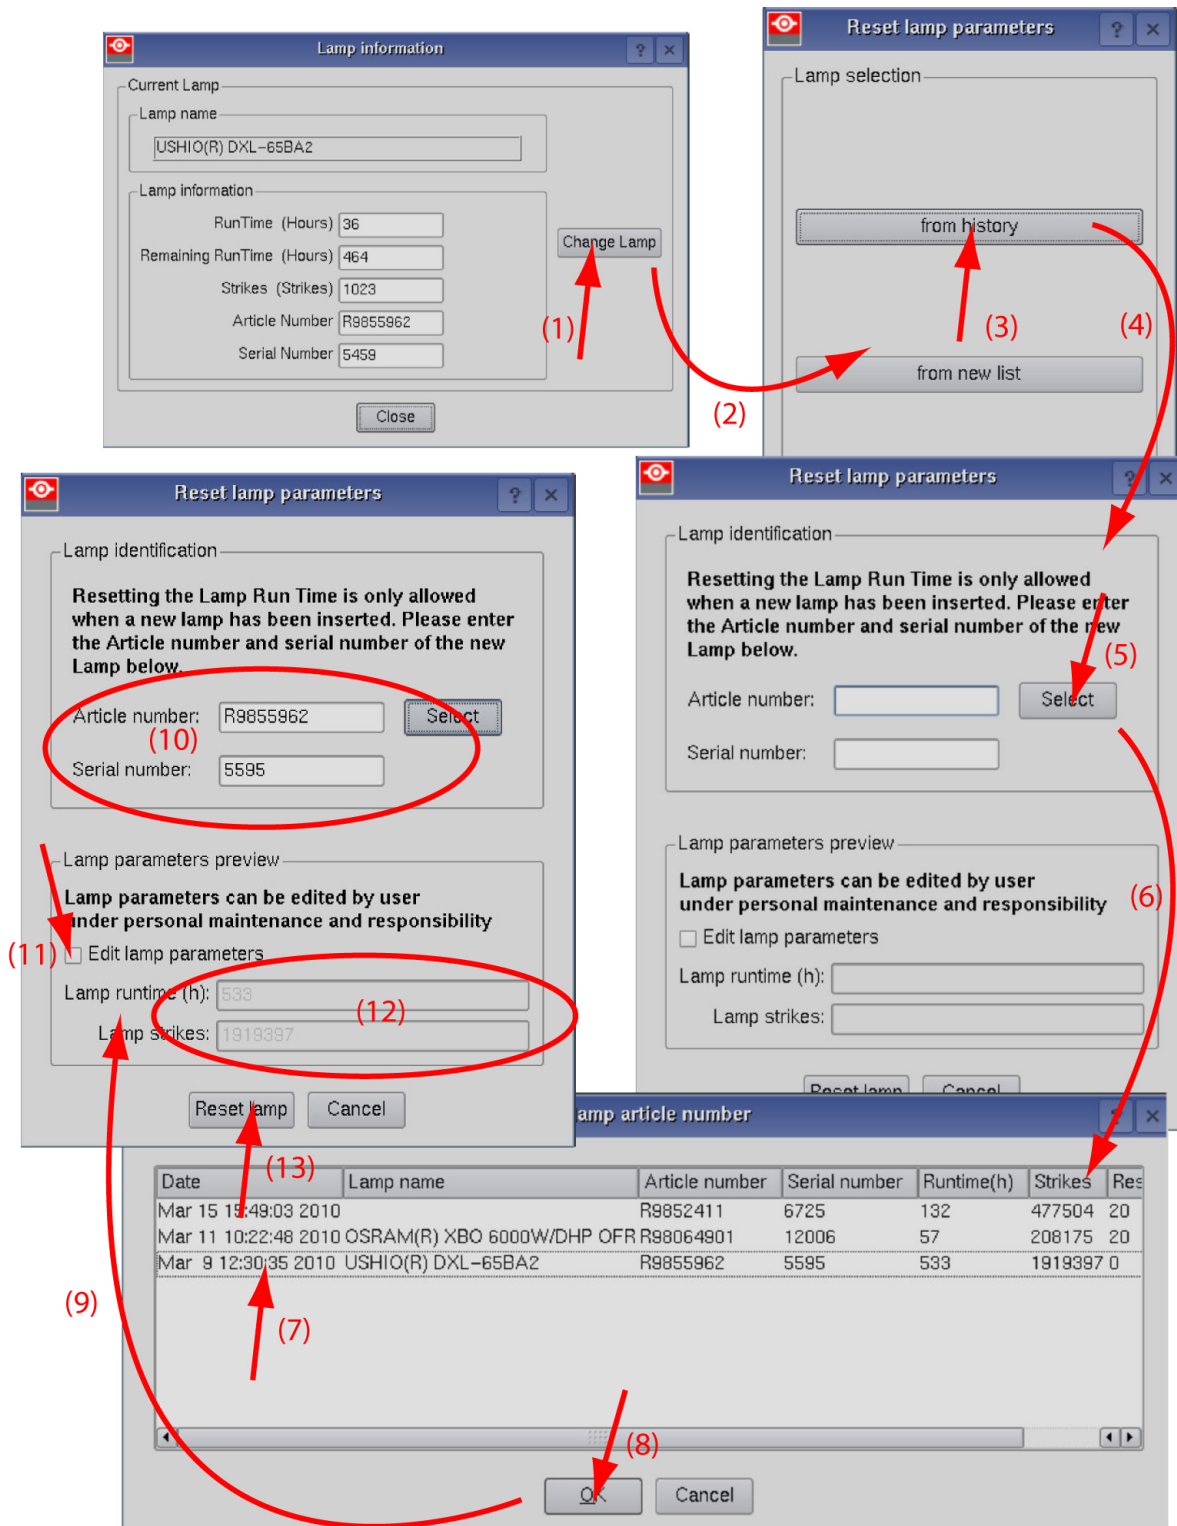 Lamp information
? ×
Current Lamp
Lamp name
USHIO(R) DXL-65BA2
Lamp information
RunTime (Hours) 36
Remaining RunTime (Hours) 464
Strikes (Strikes) 1023
Article Number R9855962
Serial Number 5459
Change Lamp
(1)
Close
(2)
Reset lamp parameters
? ×
Lamp selection
from history
(3)
(4)
from new list
Reset lamp parameters
? ×
Lamp identification
Resetting the Lamp Run Time is only allowed
when a new lamp has been inserted. Please enter
the Article number and serial number of the new
Lamp below.
(5)
Article number: Select
Serial number:
Lamp parameters preview
Lamp parameters can be edited by user
under personal maintenance and responsibility
(6)
Edit lamp parameters
Lamp runtime (h):
Lamp strikes:
Reset lamp Cancel
Reset lamp parameters
? ×
Lamp identification
Resetting the Lamp Run Time is only allowed
when a new lamp has been inserted. Please enter
the Article number and serial number of the new
Lamp below.
Article number: R9855962 Select
(10)
Serial number: 5595
Lamp parameters preview
Lamp parameters can be edited by user
under personal maintenance and responsibility
(11) Edit lamp parameters
Lamp runtime (h): 533
(12)
Lamp strikes: 1919397
Reset lamp Cancel
(13)
amp article number
? ×
Date Lamp name Article number Serial number Runtime(h) Strikes Res
Mar 15 15:49:03 2010 R9852411 6725 132 477504 20
Mar 11 10:22:48 2010 OSRAM(R) XBO 6000W/DHP OFR R98064901 12006 57 208175 20
Mar 9 12:30:35 2010 USHIO(R) DXL-65BA2 R9855962 5595 533 1919397 0
(9)
(7)
(8)
OK Cancel